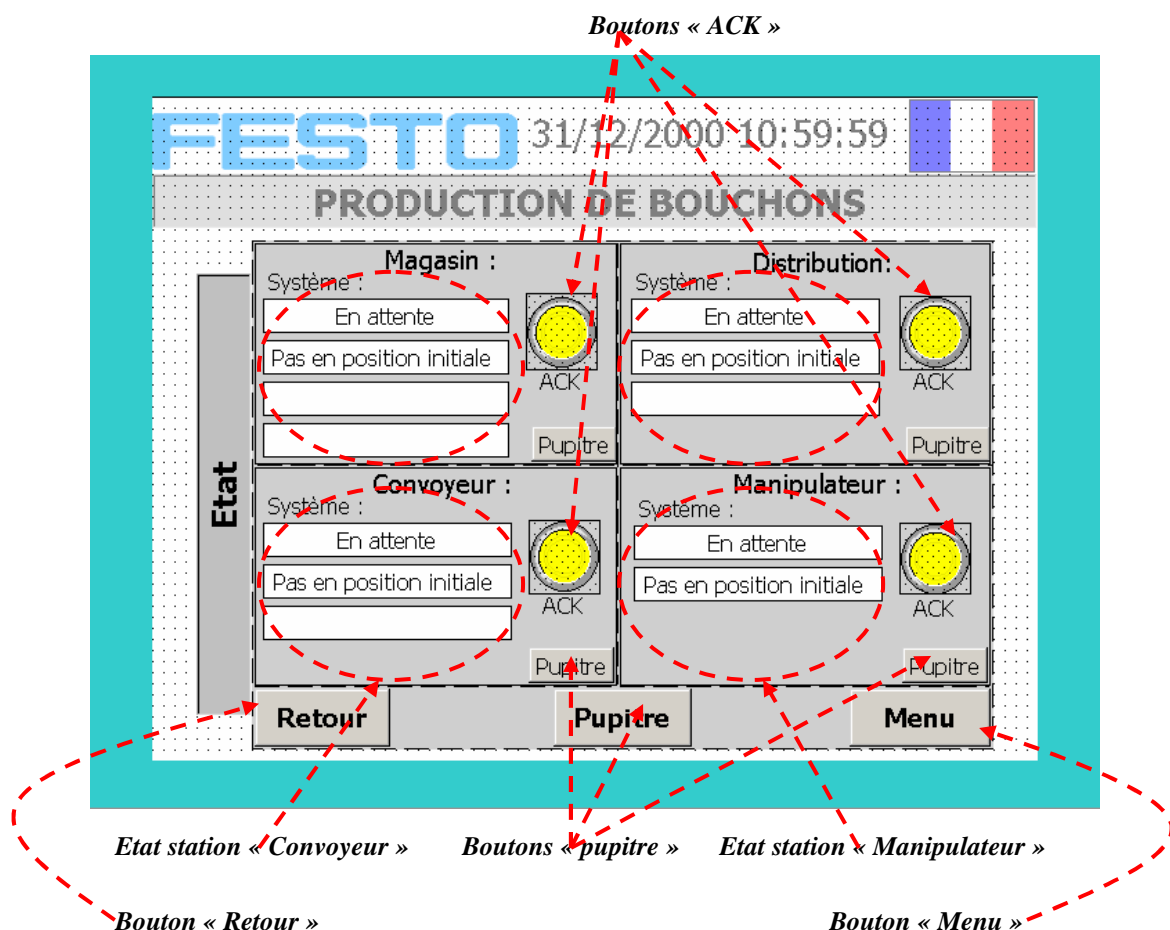 Boutons « ACK »
FESTO 31/12/2000 10:59:59
PRODUCTION DE BOUCHONS
Etat
Magasin :
Système :
En attente
Pas en position initiale
ACK
Pupitre
Distribution:
Système :
En attente
Pas en position initiale
ACK
Pupitre
Convoyeur :
Système :
En attente
Pas en position initiale
ACK
Pupitre
Manipulateur :
Système :
En attente
Pas en position initiale
ACK
Pupitre
Retour Pupitre Menu
Etat station « Convoyeur » Boutons « pupitre » Etat station « Manipulateur »
Bouton « Retour » Bouton « Menu »